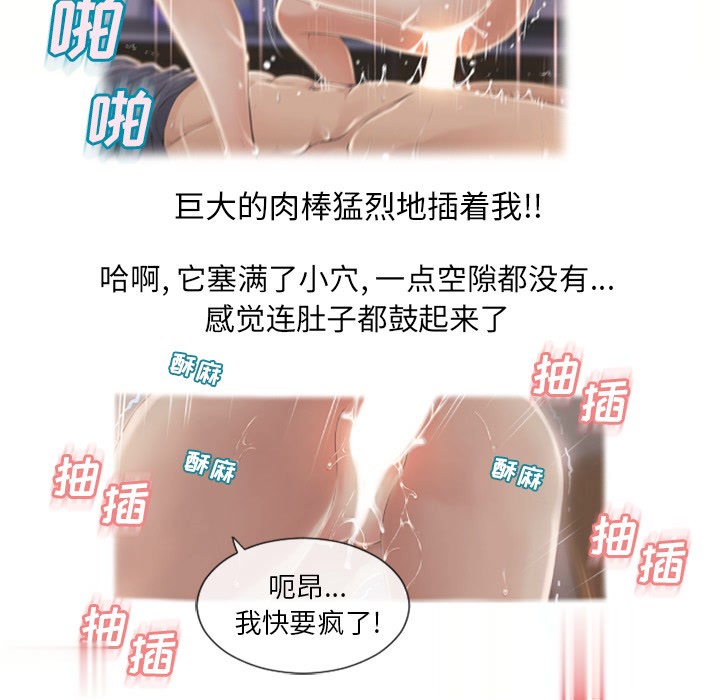 啪
啪
巨大的肉棒猛烈地插着我!!
哈啊, 它塞满了小穴, 一点空隙都没有...
感觉连肚子都鼓起来了
酥麻
抽插
抽插
酥麻
酥麻
抽插
呃昂...
我快要疯了!
抽插